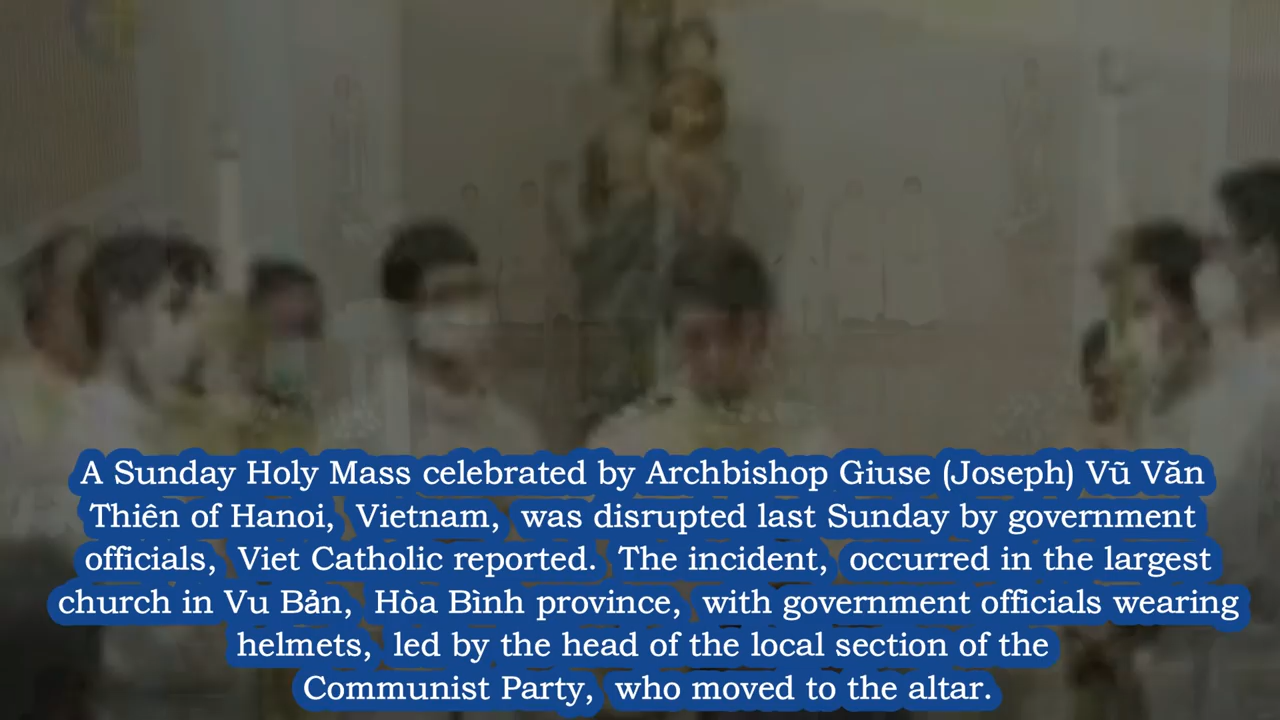 A Sunday Holy Mass celebrated by Archbishop Giuse (Joseph) Vũ Văn
Thiên of Hanoi, Vietnam, was disrupted last Sunday by government
officials, Viet Catholic reported. The incident, occurred in the largest
church in Vu Bản, Hòa Bình province, with government officials wearing
helmets, led by the head of the local section of the
Communist Party, who moved to the altar.